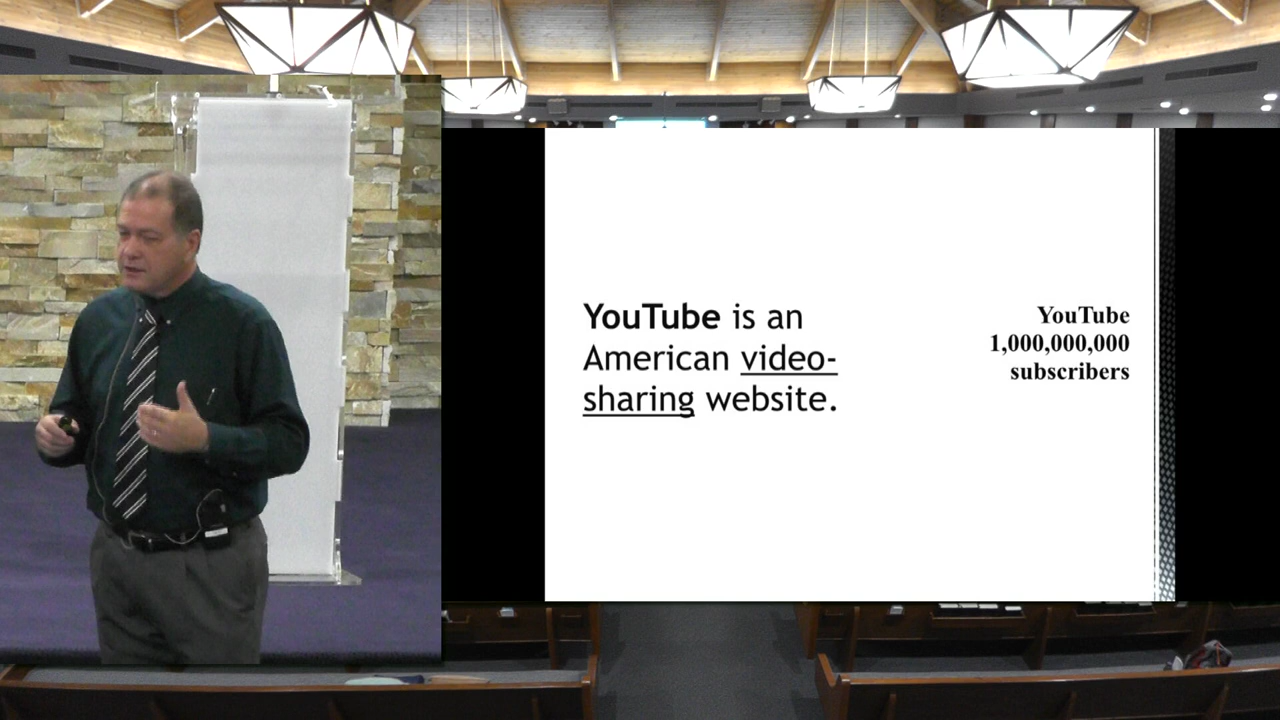 YouTube is an
American video-
sharing website.
YouTube
1,000,000,000
subscribers